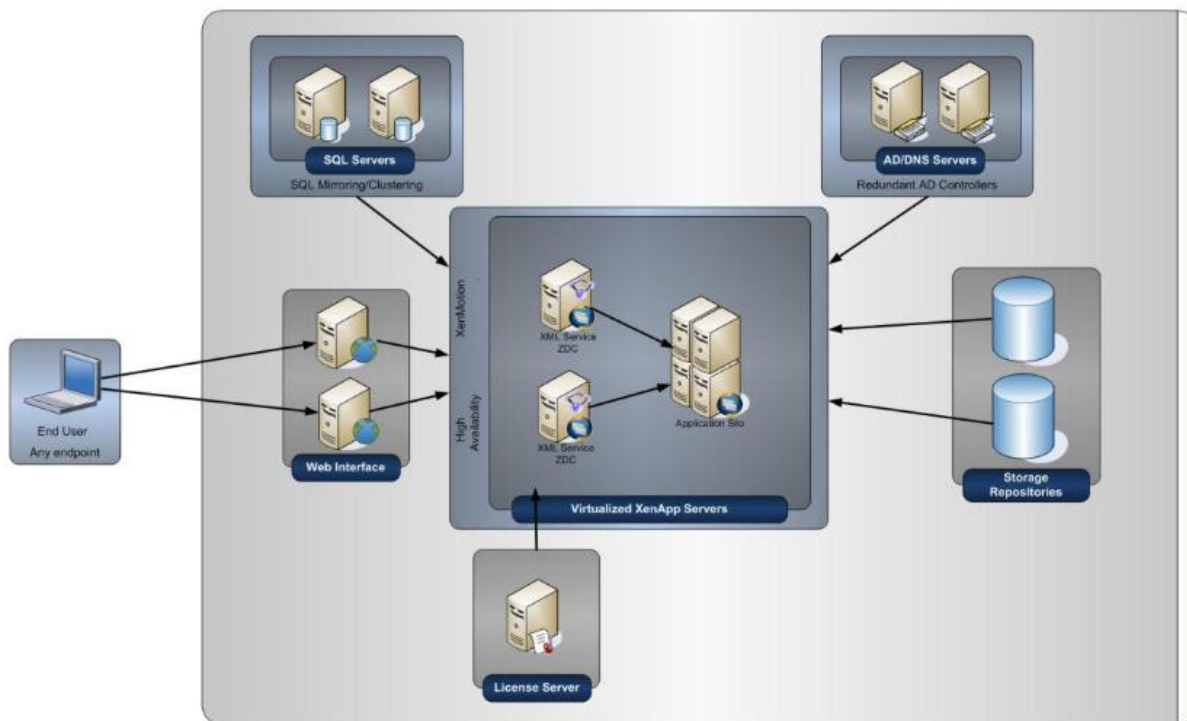 SQL Servers
SQL Mirroring/Clustering
AD/DNS Servers
Redundant AD Controllers
XenMotion
High
Availability
XML Service
ZDC
XML Service
ZDC
Application Silo
Virtualized XenApp Servers
End User
Any endpoint
Web Interface
Storage
Repositories
License Server